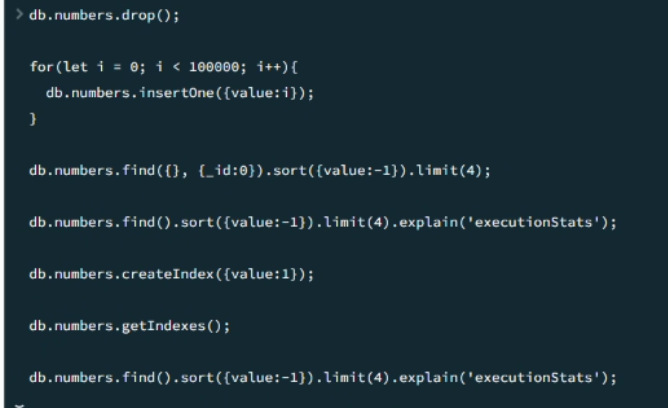 > db.numbers.drop();
for(let i = 0; i < 100000; i++){
db.numbers.insertOne({value:i});
}
db.numbers.find({}, {_id:0}).sort({value:-1}).limit(4);
db.numbers.find().sort({value:-1}).limit(4).explain('executionStats');
db.numbers.createIndex({value:1});
db.numbers.getIndexes();
db.numbers.find().sort({value:-1}).limit(4).explain('executionStats');